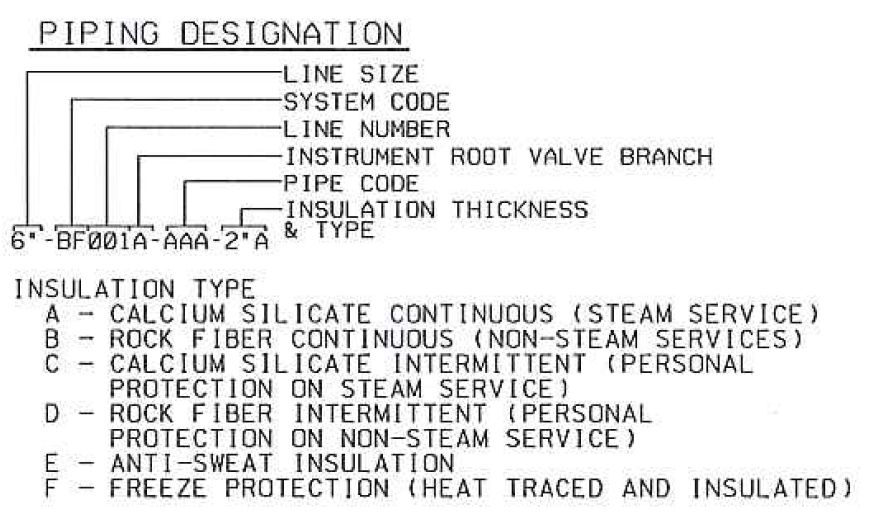 PIPING DESIGNATION
LINE SIZE
SYSTEM CODE
LINE NUMBER
INSTRUMENT ROOT VALVE BRANCH
PIPE CODE
INSULATION THICKNESS
& TYPE
6"-BF001A-AAA-2"A
INSULATION TYPE
A - CALCIUM SILICATE CONTINUOUS (STEAM SERVICE)
B - ROCK FIBER CONTINUOUS (NON-STEAM SERVICES)
C - CALCIUM SILICATE INTERMITTENT (PERSONAL
PROTECTION ON STEAM SERVICE)
D - ROCK FIBER INTERMITTENT (PERSONAL
PROTECTION ON NON-STEAM SERVICE)
E - ANTI-SWEAT INSULATION
F - FREEZE PROTECTION (HEAT TRACED AND INSULATED)